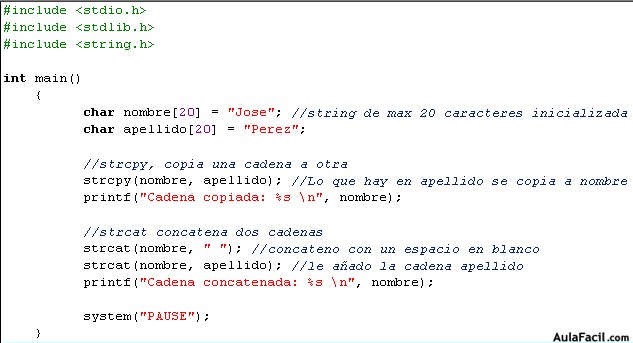 #include <stdio.h>
#include <stdlib.h>
#include <string.h>
int main()
{
char nombre[20] = "Jose"; //string de max 20 caracteres inicializada
char apellido[20] = "Perez";
//strcpy, copia una cadena a otra
strcpy(nombre, apellido); //Lo que hay en apellido se copia a nombre
printf("Cadena copiada: %s \n", nombre);
//strcat concatena dos cadenas
strcat(nombre, " "); //concateno con un espacio en blanco
strcat(nombre, apellido); //le añado la cadena apellido
printf("Cadena concatenada: %s \n", nombre);
system("PAUSE");
}
AulaFacil.com